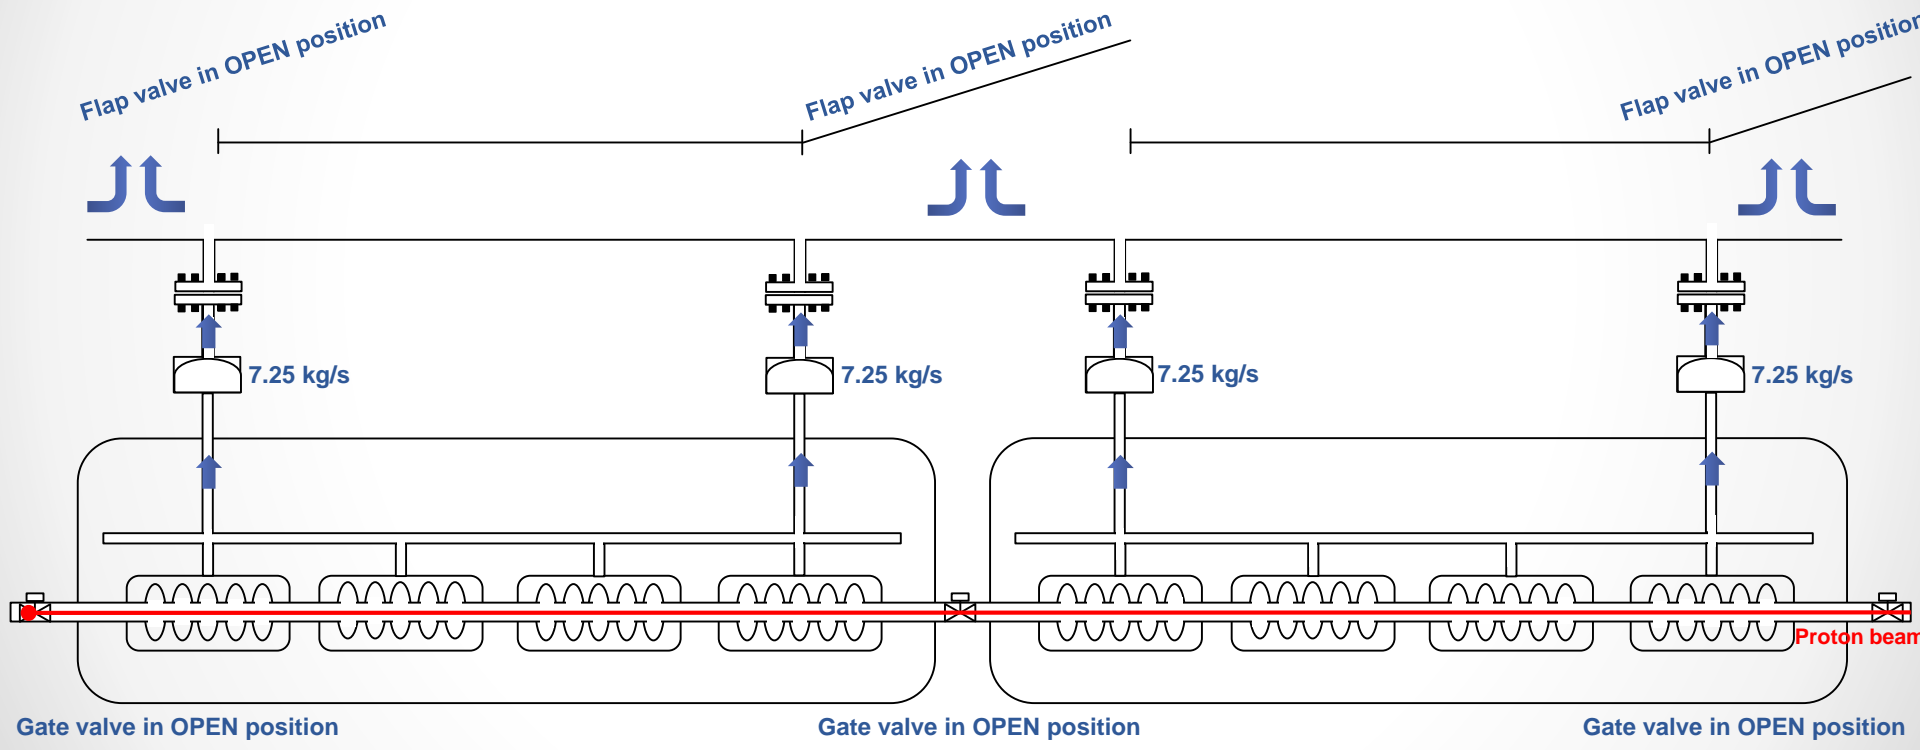 Flap valve in OPEN position
Flap valve in OPEN position
Flap valve in OPEN position
7.25 kg/s
7.25 kg/s
7.25 kg/s
7.25 kg/s
Proton beam
Gate valve in OPEN position
Gate valve in OPEN position
Gate valve in OPEN position